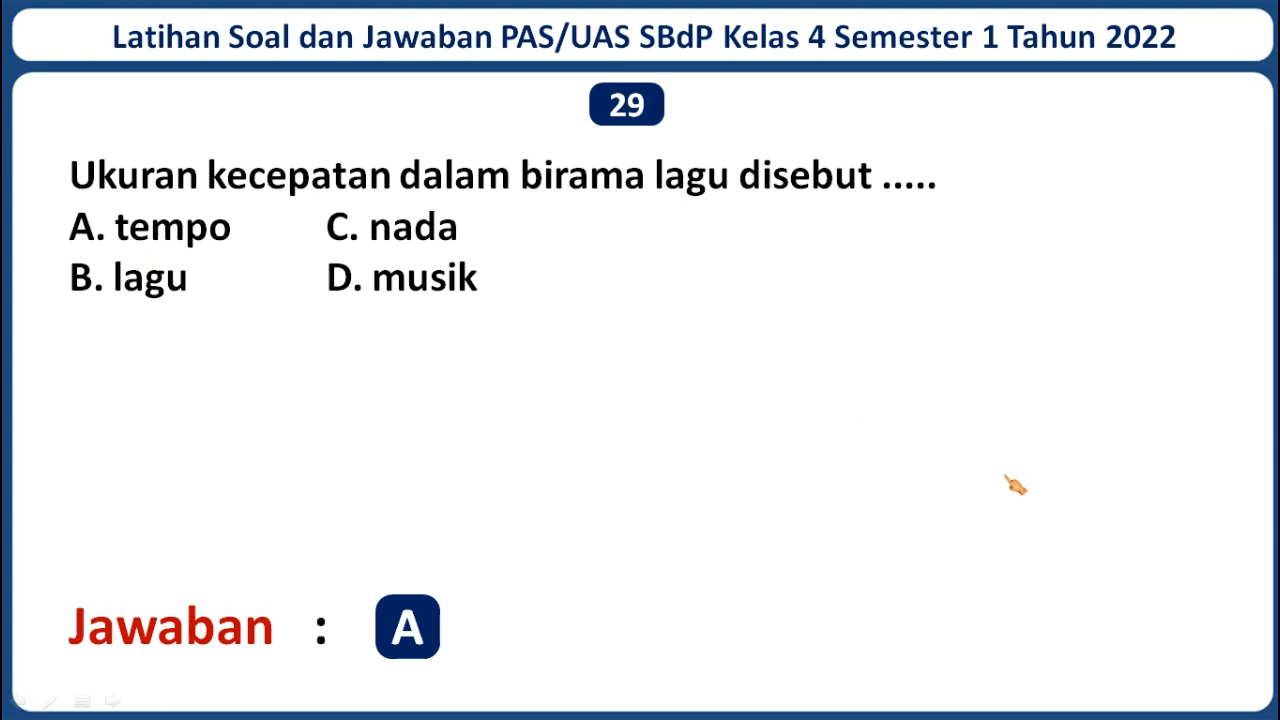 Latihan Soal dan Jawaban PAS/UAS SBdP Kelas 4 Semester 1 Tahun 2022
29
Ukuran kecepatan dalam birama lagu disebut .....
A. tempo C. nada
B. lagu D. musik
Jawaban : A